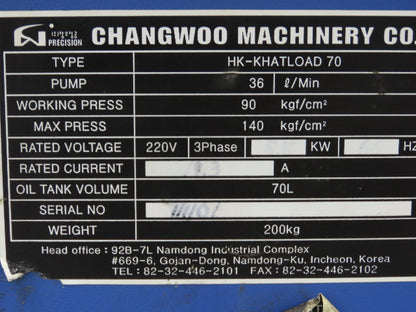 PRECISION CHANGWOO MACHINERY CO.
TYPE HK-KHATLOAD 70
PUMP 36 ℓ/Min
WORKING PRESS 90 kgf/cm²
MAX PRESS 140 kgf/cm²
RATED VOLTAGE 220V 3Phase KW HZ
RATED CURRENT A
OIL TANK VOLUME 70L
SERIAL NO
WEIGHT 200kg
Head office : 92B-7L Namdong Industrial Complex
#669-6, Gojan-Dong, Namdong-Ku, Incheon, Korea
TEL : 82-32-446-2101 FAX : 82-32-446-2102